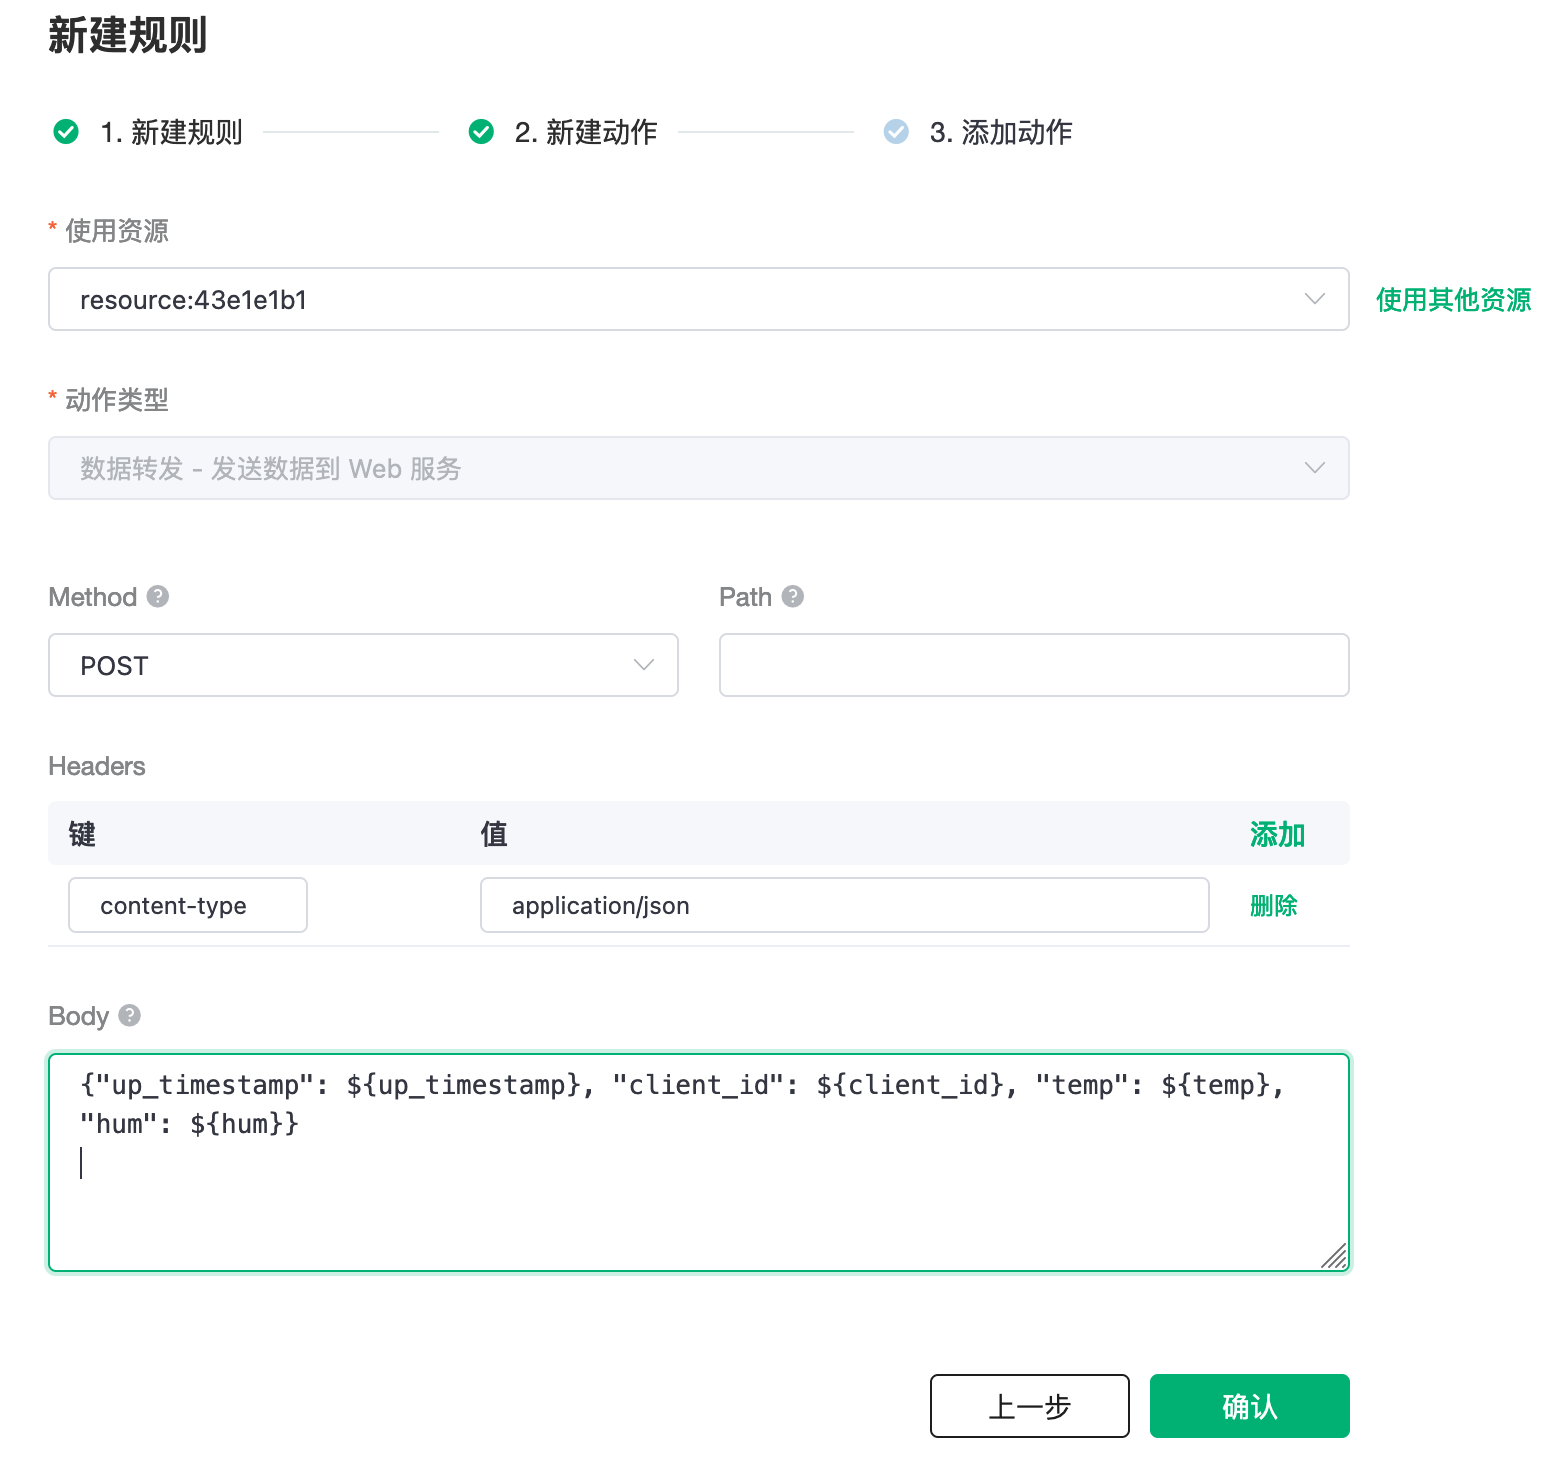 新建规则
1. 新建规则 2. 新建动作 3. 添加动作
* 使用资源
resource:43e1e1b1 使用其他资源
* 动作类型
数据转发 - 发送数据到 Web 服务
Method ? Path ?
POST
Headers
键 值 添加
content-type application/json 删除
Body ?
{"up_timestamp": ${up_timestamp}, "client_id": ${client_id}, "temp": ${temp},
"hum": ${hum}}
上一步 确认